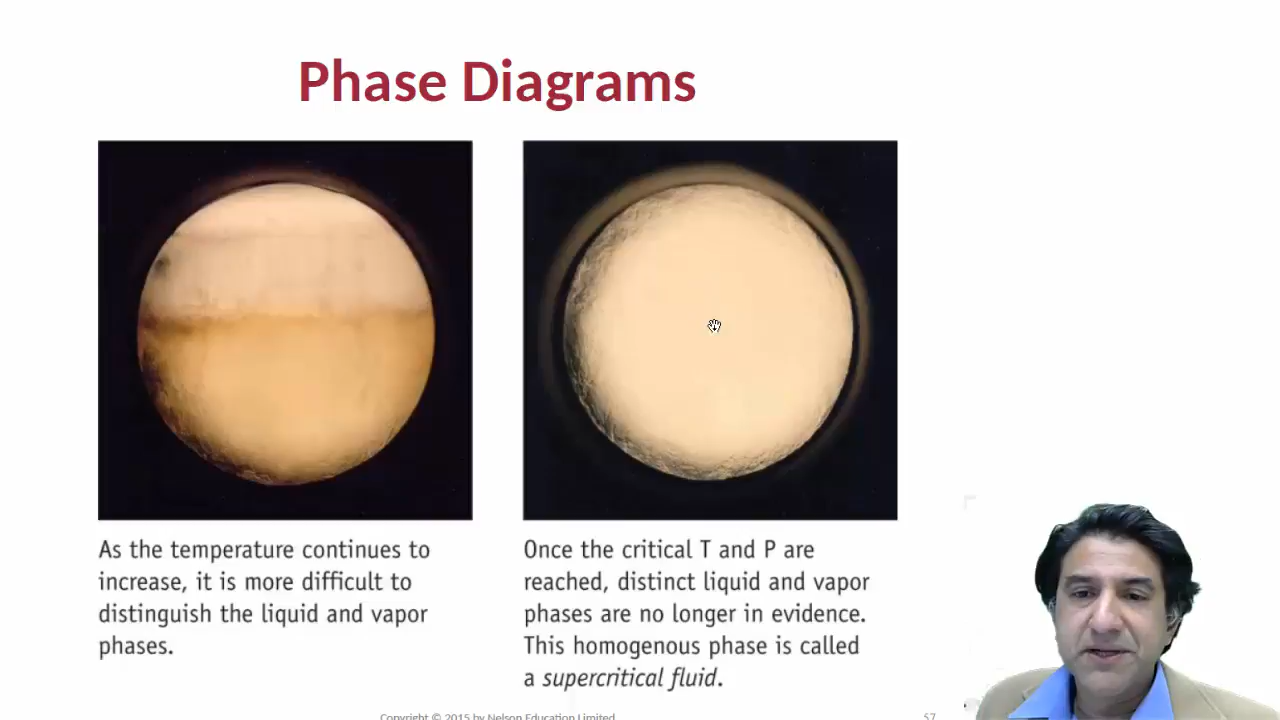 Phase Diagrams
As the temperature continues to
increase, it is more difficult to
distinguish the liquid and vapor
phases.
Once the critical T and P are
reached, distinct liquid and vapor
phases are no longer in evidence.
This homogenous phase is called
a supercritical fluid.
Copyright © 2015 by Nelson Education Limited
57